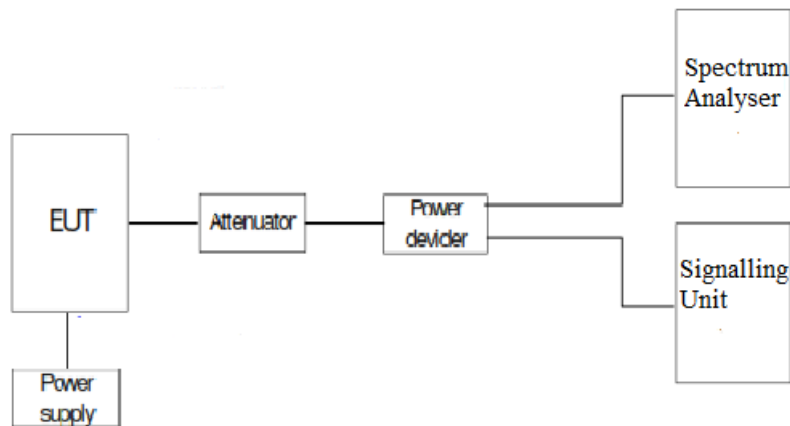 Spectrum
Analyser
EUT
Attenuator
Power
devider
Signalling
Unit
Power
supply